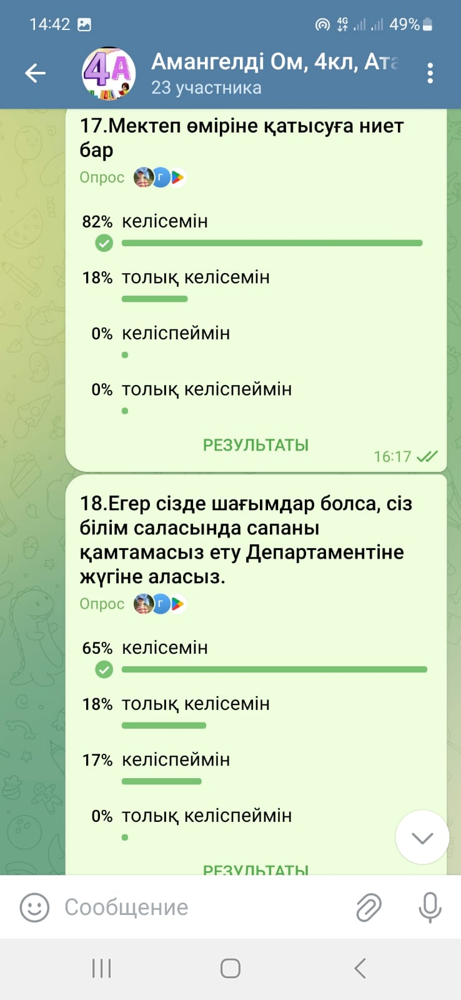 14:42
4G 49%
4А
Амангелді Ом, 4кл, Ата
23 участника
17.Мектеп өміріне қатысуға ниет
бар
Опрос Г
82% келісемін
18% толық келісемін
0% келіспеймін
0% толық келіспеймін
РЕЗУЛЬТАТЫ
16:17
18.Егер сізде шағымдар болса, сіз
білім саласында сапаны
қамтамасыз ету Департаментіне
жүгіне аласыз.
Опрос Г
65% келісемін
18% толық келісемін
17% келіспеймін
0% толық келіспеймін
РЕЗУЛЬТАТЫ
Сообщение